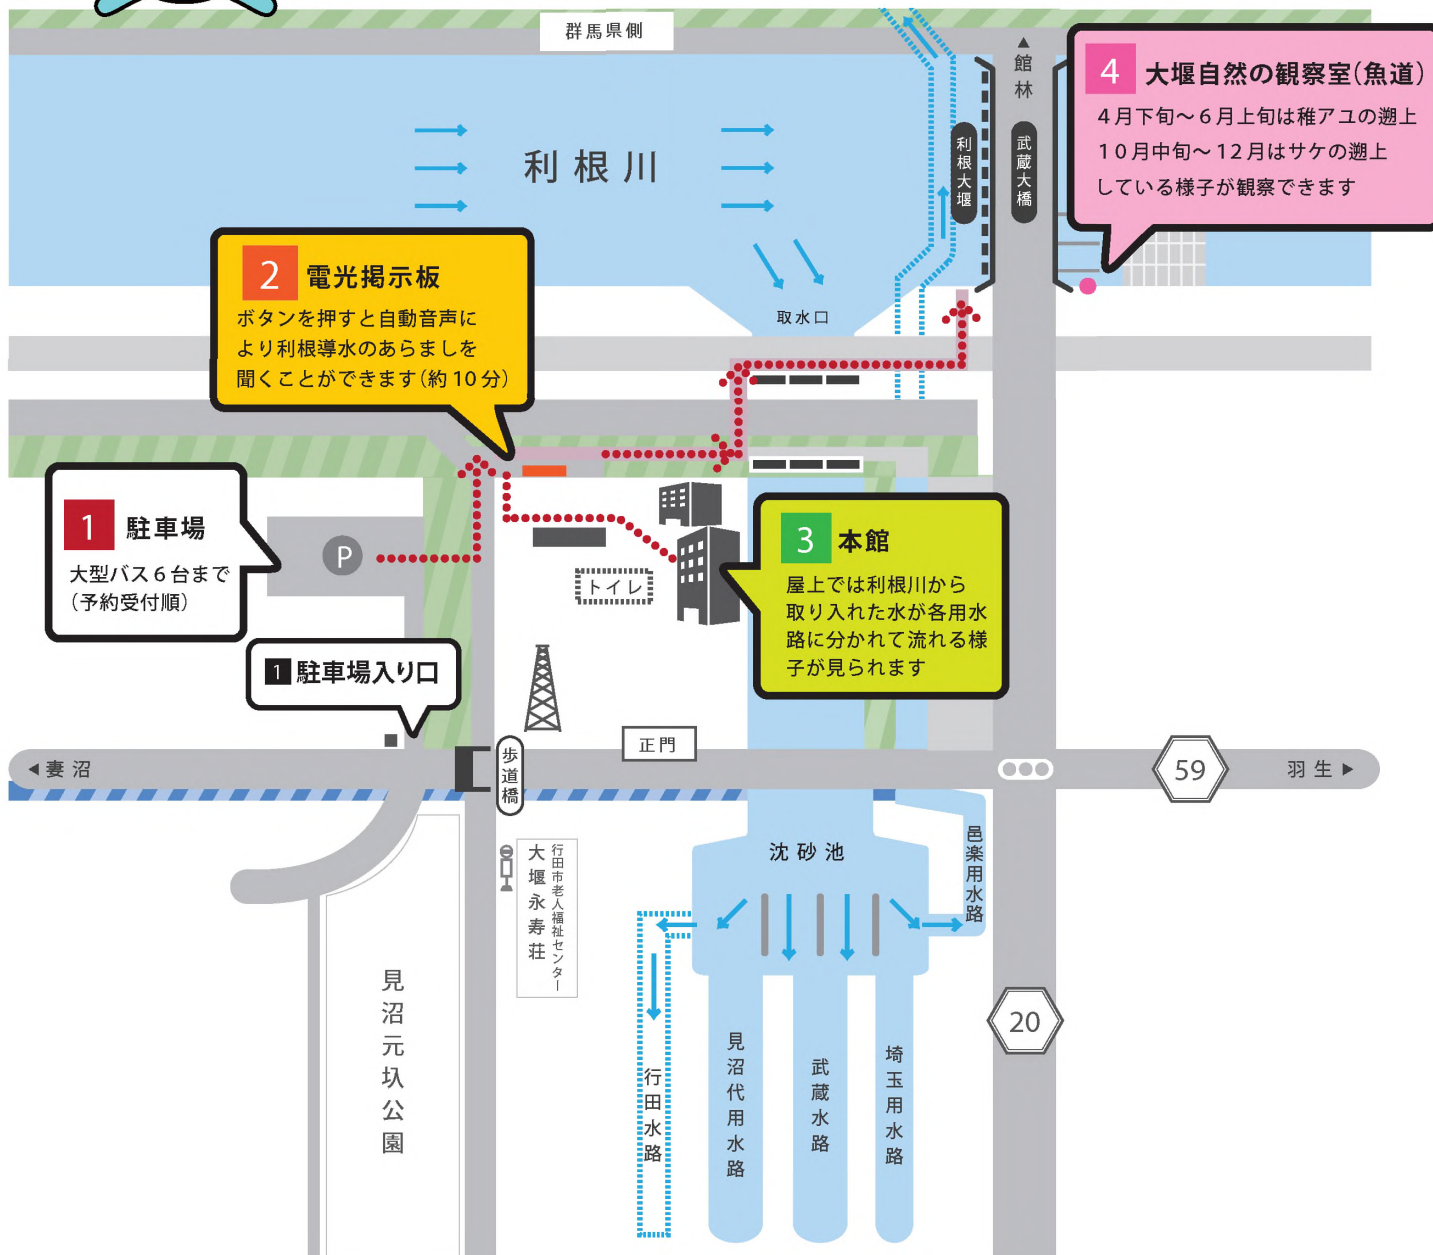 群馬県側
▲館林
4 大堰自然の観察室(魚道)
4月下旬～6月上旬は稚アユの遡上
10月中旬～12月はサケの遡上
している様子が観察できます
利根川
利根大堰
武蔵大橋
2 電光掲示板
ボタンを押すと自動音声に
より利根導水のあらましを
聞くことができます(約10分)
取水口
1 駐車場
大型バス6台まで
(予約受付順)
P
トイレ
3 本館
屋上では利根川から
取り入れた水が各用水
路に分かれて流れる様
子が見られます
1 駐車場入り口
正門
◀妻沼
歩道橋
59
羽生▶
沈砂池
邑楽用水路
行田市老人福祉センター
大堰永寿荘
見沼元圦公園
20
行田水路
見沼代用水路
武蔵水路
埼玉用水路